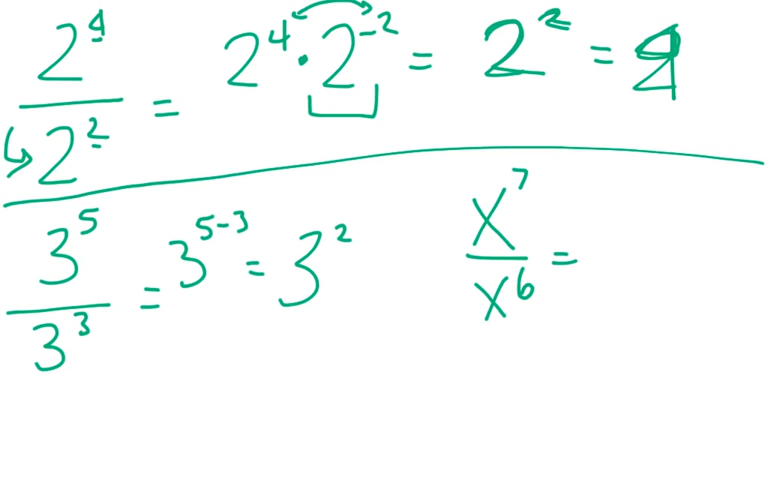 2^4/2^2 = 2^4 · 2^-2 = 2^2 = 4
3^5/3^3 = 3^5-3 = 3^2
x^7/x^6 =